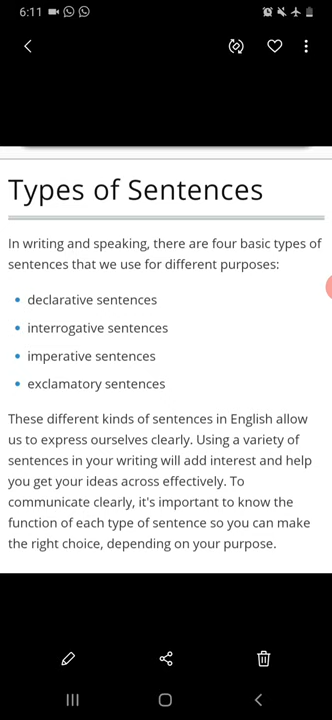 6:11
Types of Sentences
In writing and speaking, there are four basic types of
sentences that we use for different purposes:
• declarative sentences
• interrogative sentences
• imperative sentences
• exclamatory sentences
These different kinds of sentences in English allow
us to express ourselves clearly. Using a variety of
sentences in your writing will add interest and help
you get your ideas across effectively. To
communicate clearly, it's important to know the
function of each type of sentence so you can make
the right choice, depending on your purpose.